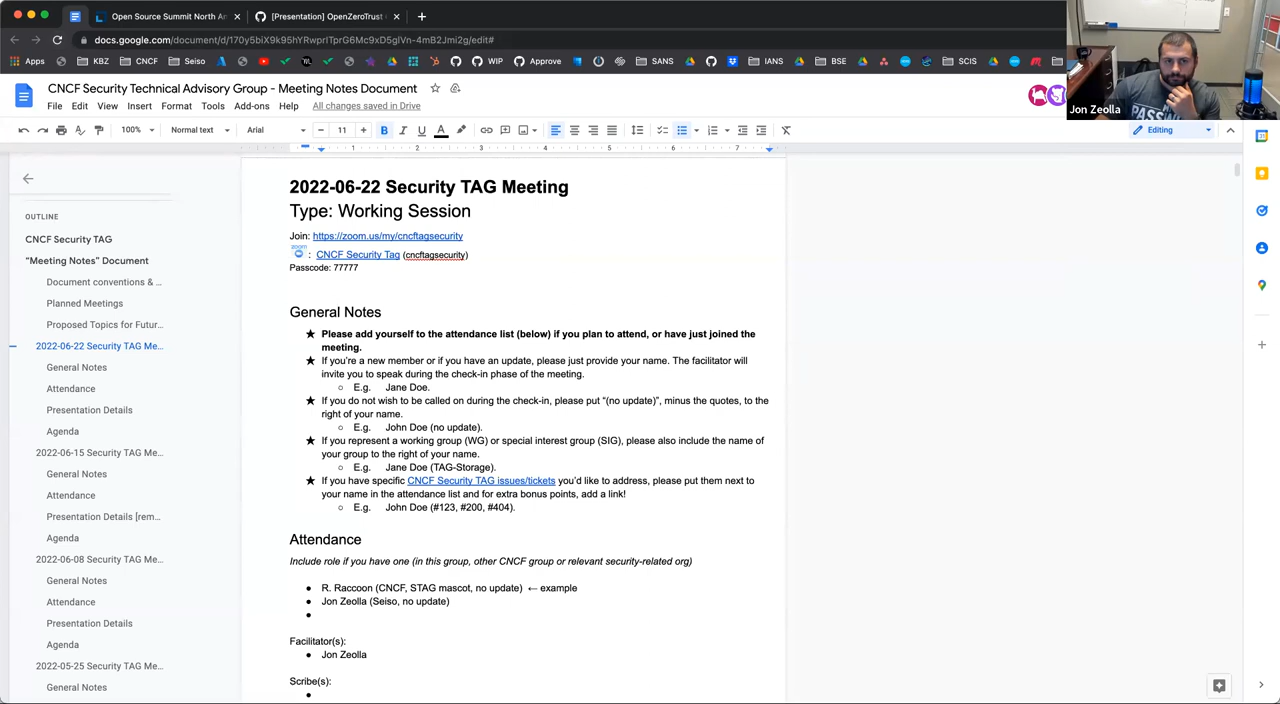 Open Source Summit North Am
[Presentation] OpenZeroTrust
docs.google.com/document/d/170y5biX9k95hYRwprITprG6Mc9xD5gIVn-4m82Jmi2g/edit#
Apps KBZ CNCF Seiso WIP Approve SANS IANS BSE SCIS
CNCF Security Technical Advisory Group - Meeting Notes Document
File Edit View Insert Format Tools Add-ons Help All changes saved in Drive
100% Normal text Arial 11 Editing
Jon Zeolla
1 2 3 4 5 6 7
OUTLINE
CNCF Security TAG
"Meeting Notes" Document
Document conventions & ...
Planned Meetings
Proposed Topics for Futur...
2022-06-22 Security TAG Me...
General Notes
Attendance
Presentation Details
Agenda
2022-06-15 Security TAG Me...
General Notes
Attendance
Presentation Details [rem...
Agenda
2022-06-08 Security TAG Me...
General Notes
Attendance
Presentation Details
Agenda
2022-05-25 Security TAG Me...
General Notes
2022-06-22 Security TAG Meeting
Type: Working Session
Join: https://zoom.us/my/cncftagsecurity
zoom : CNCF Security Tag (cncftagsecurity)
Passcode: 77777
General Notes
★ Please add yourself to the attendance list (below) if you plan to attend, or have just joined the
meeting.
★ If you're a new member or if you have an update, please just provide your name. The facilitator will
invite you to speak during the check-in phase of the meeting.
○ E.g. Jane Doe.
★ If you do not wish to be called on during the check-in, please put “(no update)”, minus the quotes, to the
right of your name.
○ E.g. John Doe (no update).
★ If you represent a working group (WG) or special interest group (SIG), please also include the name of
your group to the right of your name.
○ E.g. Jane Doe (TAG-Storage).
★ If you have specific CNCF Security TAG issues/tickets you'd like to address, please put them next to
your name in the attendance list and for extra bonus points, add a link!
○ E.g. John Doe (#123, #200, #404).
Attendance
Include role if you have one (in this group, other CNCF group or relevant security-related org)
● R. Raccoon (CNCF, STAG mascot, no update) ← example
● Jon Zeolla (Seiso, no update)
●
Facilitator(s):
● Jon Zeolla
Scribe(s):
●